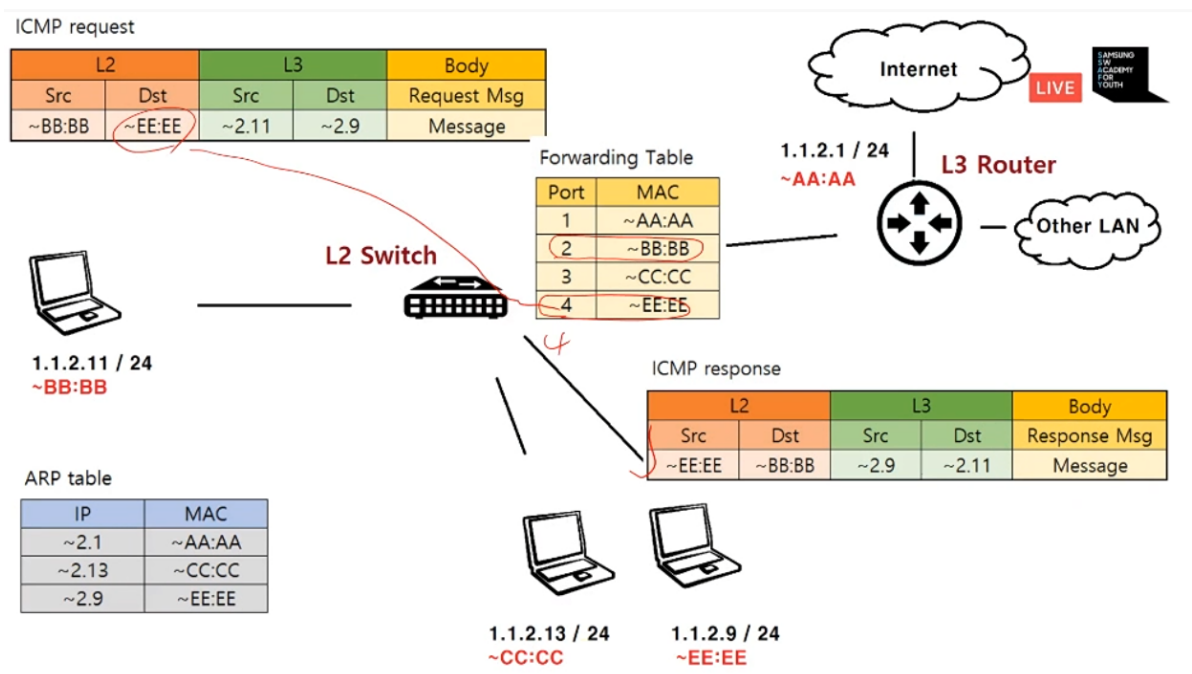 ICMP request
L2 L3 Body
Src Dst Src Dst Request Msg
~BB:BB ~EE:EE ~2.11 ~2.9 Message
Internet
LIVE
SAMSUNG
SW
ACADEMY
FOR
YOUTH
1.1.2.1 / 24
~AA:AA
L3 Router
Other LAN
Forwarding Table
Port MAC
1 ~AA:AA
2 ~BB:BB
3 ~CC:CC
4 ~EE:EE
4
L2 Switch
1.1.2.11 / 24
~BB:BB
ICMP response
L2 L3 Body
Src Dst Src Dst Response Msg
~EE:EE ~BB:BB ~2.9 ~2.11 Message
ARP table
IP MAC
~2.1 ~AA:AA
~2.13 ~CC:CC
~2.9 ~EE:EE
1.1.2.13 / 24
~CC:CC
1.1.2.9 / 24
~EE:EE